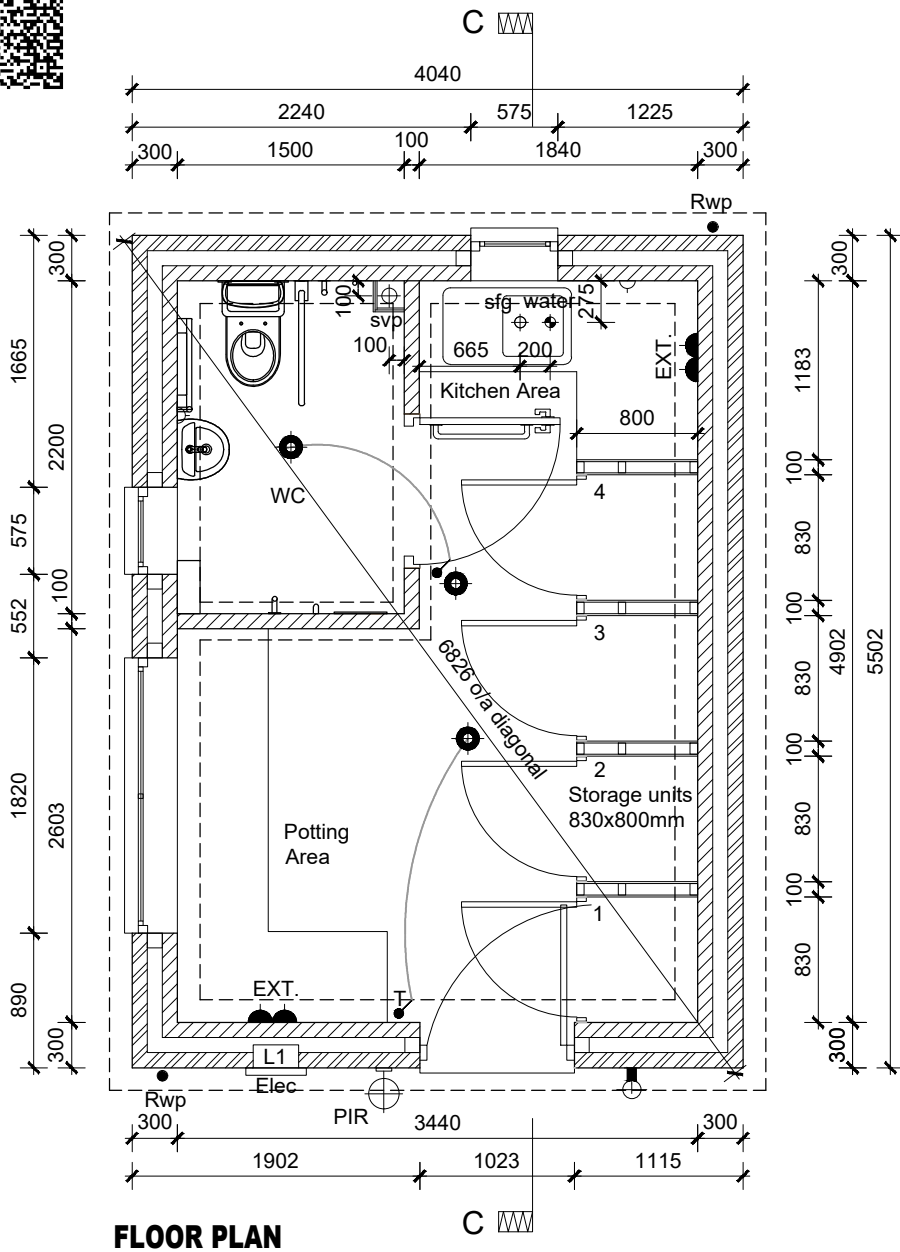 C
4040
2240 575 1225
300 1500 100 1840 300
Rwp
300
1665
2200
575
100
552
1820
2603
890
300
100
svp
100
sfg water
275
665 200
Kitchen Area
EXT.
800
WC
4
3
2
1
6826 o/a diagonal
Storage units
830x800mm
Potting
Area
EXT.
T
L1
Elec
Rwp
PIR
300
1183
100
830
100
830
100
830
100
830
300
4902
5502
300 3440 300
1902 1023 1115
C
FLOOR PLAN